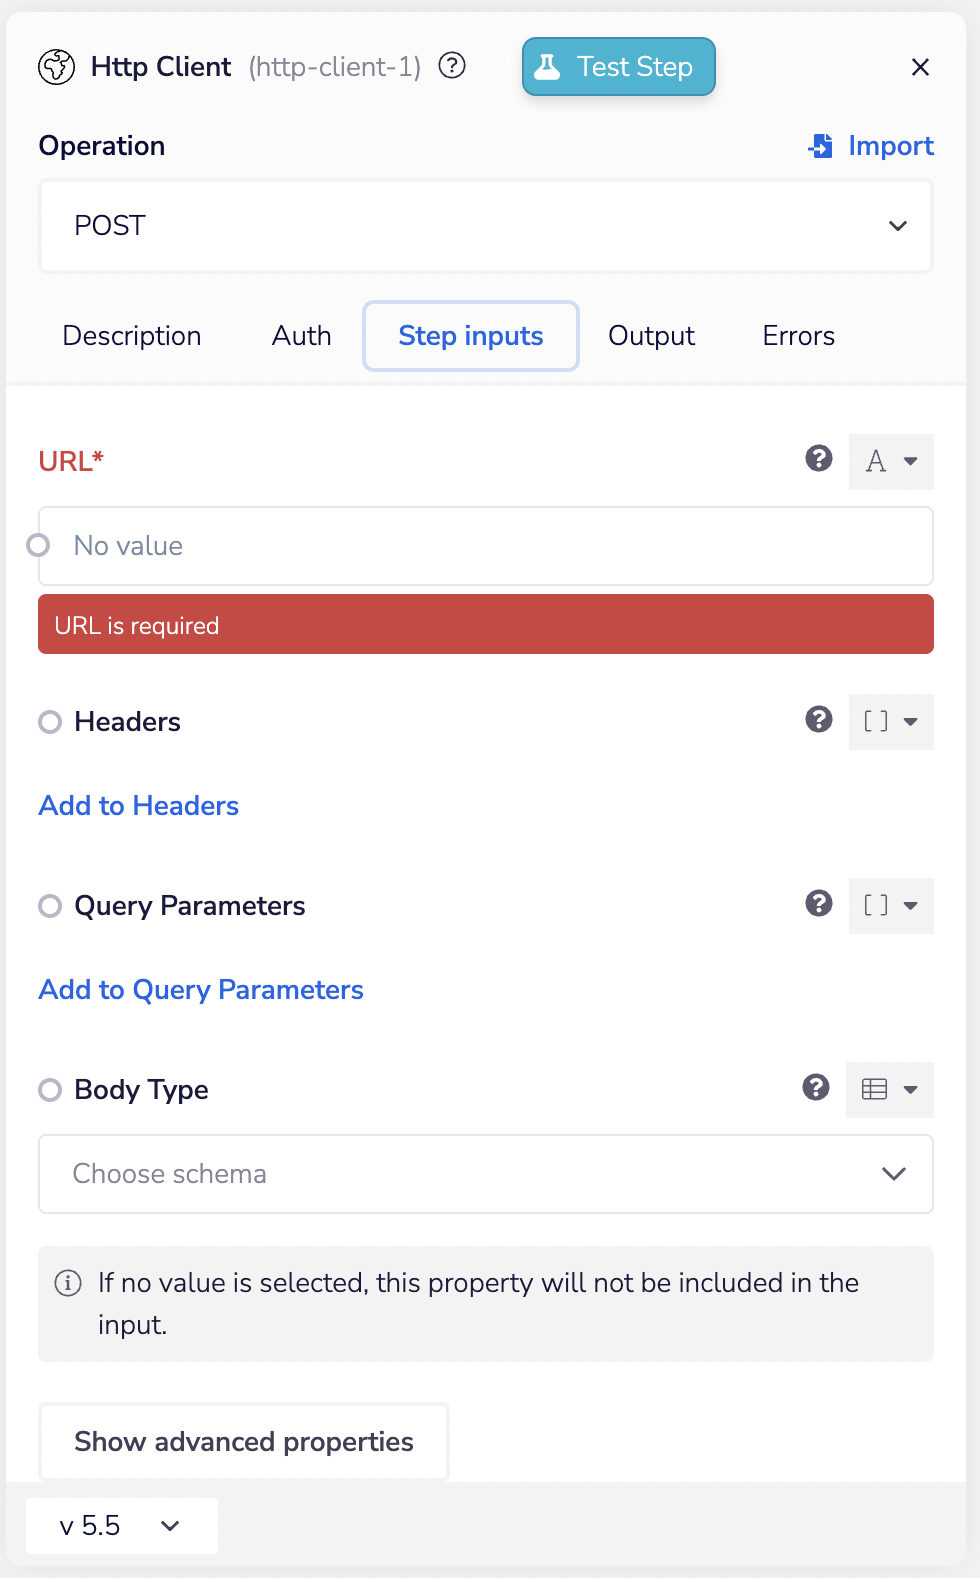 Http Client (http-client-1) ? Test Step
Operation Import
POST
Description Auth Step inputs Output Errors
URL* ? A
No value
URL is required
Headers ? [ ]
Add to Headers
Query Parameters ? [ ]
Add to Query Parameters
Body Type ?
Choose schema
If no value is selected, this property will not be included in the
input.
Show advanced properties
v 5.5